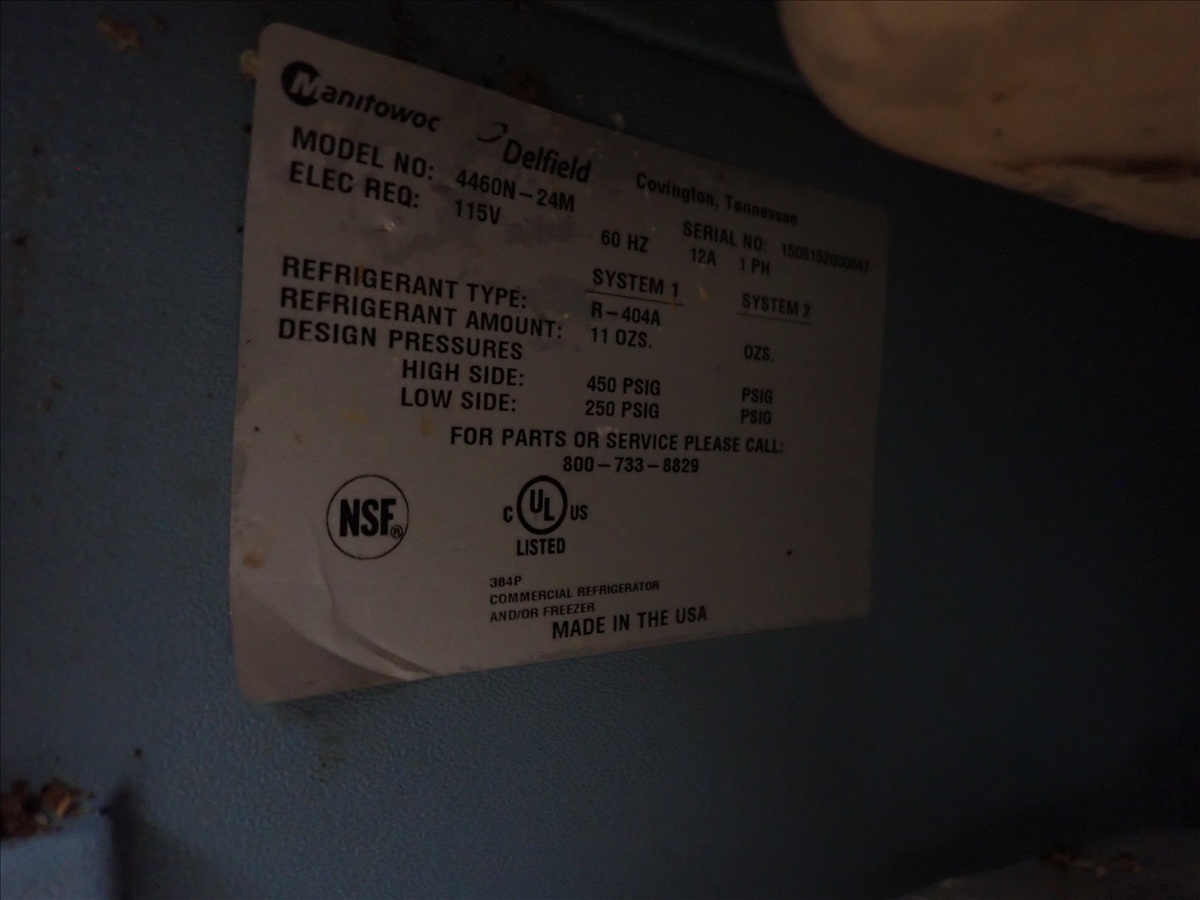 Manitowoc Delfield Covington, Tennessee
MODEL NO: 4460N-24M SERIAL NO: 1505152000043
ELEC REQ: 115V 60 HZ 12A 1 PH
SYSTEM 1 SYSTEM 2
REFRIGERANT TYPE: R-404A
REFRIGERANT AMOUNT: 11 OZS. OZS.
DESIGN PRESSURES
HIGH SIDE: 450 PSIG PSIG
LOW SIDE: 250 PSIG PSIG
FOR PARTS OR SERVICE PLEASE CALL:
800-733-8829
NSF®
C UL US
LISTED
384P
COMMERCIAL REFRIGERATOR
AND/OR FREEZER
MADE IN THE USA